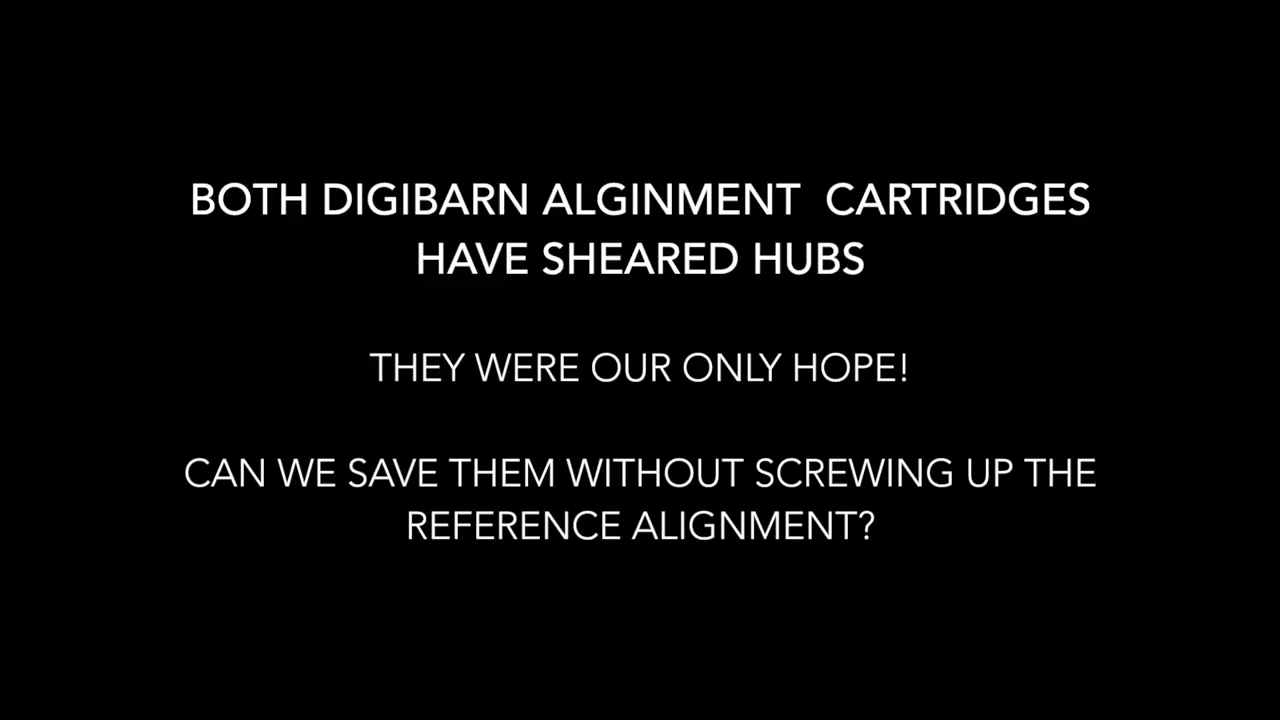 BOTH DIGIBARN ALGINMENT  CARTRIDGES
HAVE SHEARED HUBS
THEY WERE OUR ONLY HOPE!
CAN WE SAVE THEM WITHOUT SCREWING UP THE
REFERENCE ALIGNMENT?